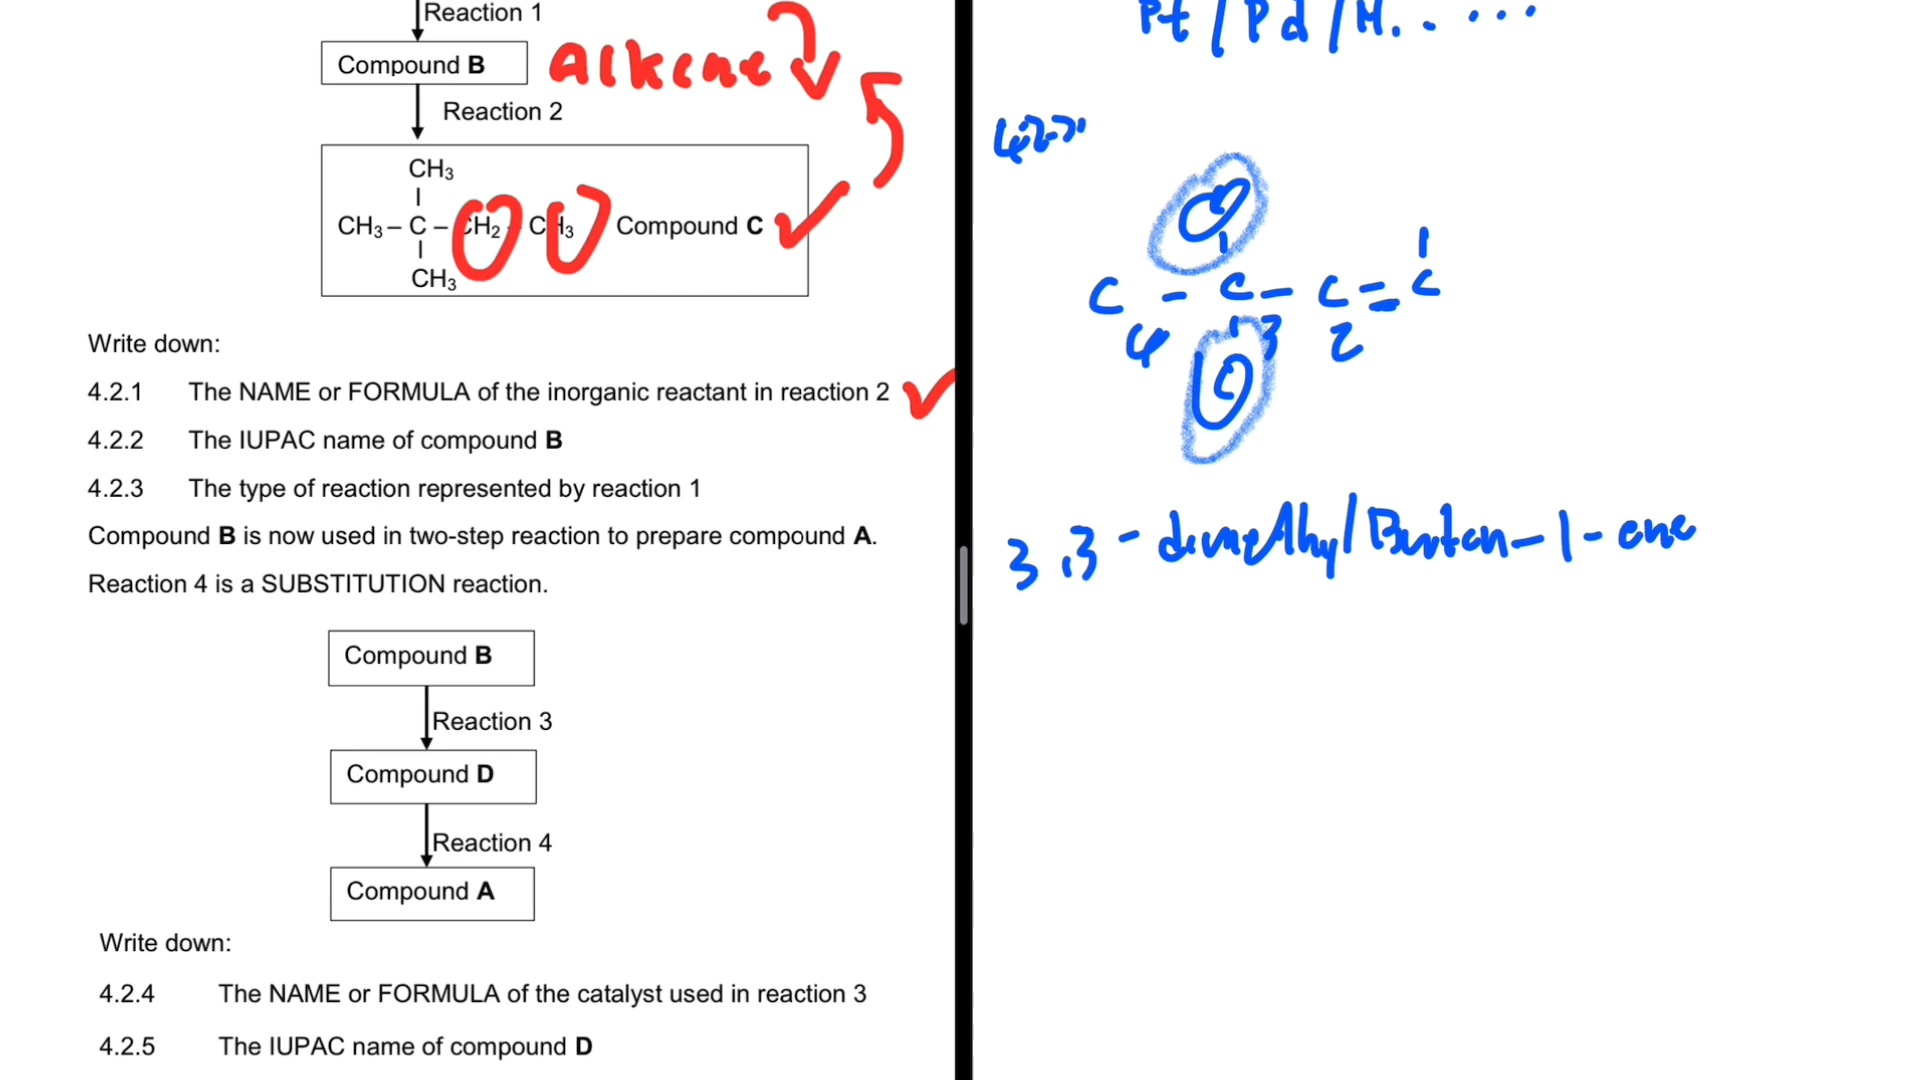 Reaction 1
Compound B
alkene
Reaction 2
CH3
CH3 – C – CH2 – CH3 Compound C
CH3
Write down:
4.2.1 The NAME or FORMULA of the inorganic reactant in reaction 2
4.2.2 The IUPAC name of compound B
4.2.3 The type of reaction represented by reaction 1
Compound B is now used in two-step reaction to prepare compound A.
Reaction 4 is a SUBSTITUTION reaction.
Compound B
Reaction 3
Compound D
Reaction 4
Compound A
Write down:
4.2.4 The NAME or FORMULA of the catalyst used in reaction 3
4.2.5 The IUPAC name of compound D
Pt / Pd / N. . . . .
C
1
C – C – C = C
4 3 2
C
3,3 - dimethyl Buten – 1 - ene